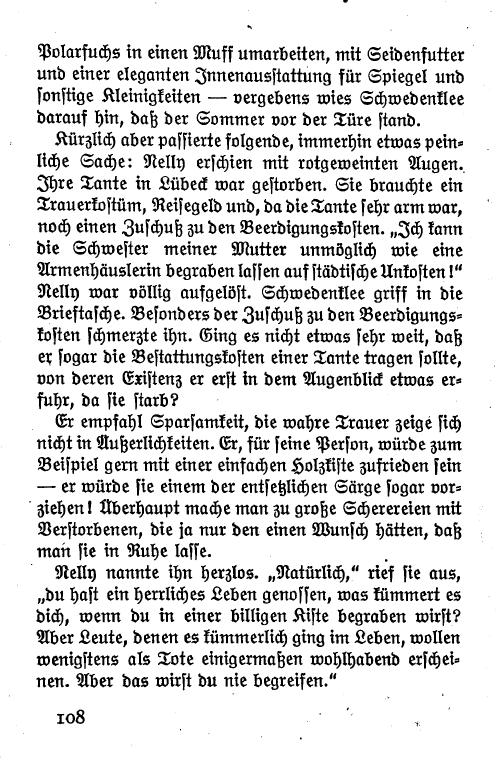 Polarfuchs in einen Muff umarbeiten, mit Seidenfutter
und einer eleganten Innenausstattung für Spiegel und
sonstige Kleinigkeiten — vergebens wies Schwedenklee
darauf hin, daß der Sommer vor der Türe stand.
Kürzlich aber passierte folgende, immerhin etwas pein-
liche Sache: Nelly erschien mit rotgeweinten Augen.
Ihre Tante in Lübeck war gestorben. Sie brauchte ein
Trauerkostüm, Reisegeld und, da die Tante sehr arm war,
noch einen Zuschuß zu den Beerdigungskosten. „Ich kann
die Schwester meiner Mutter unmöglich wie eine
Armenhäuslerin begraben lassen auf städtische Unkosten!"
Nelly war völlig aufgelöst. Schwedenklee griff in die
Brieftasche. Besonders der Zuschuß zu den Beerdigungs-
kosten schmerzte ihn. Ging es nicht etwas sehr weit, daß
er sogar die Bestattungskosten einer Tante tragen sollte,
von deren Existenz er erst in dem Augenblick etwas er-
fuhr, da sie starb?
Er empfahl Sparsamkeit, die wahre Trauer zeige sich
nicht in Äußerlichkeiten. Er, für seine Person, würde zum
Beispiel gern mit einer einfachen Holzkiste zufrieden sein
— er würde sie einem der entsetzlichen Särge sogar vor-
ziehen! Überhaupt mache man zu große Scherereien mit
Verstorbenen, die ja nur den einen Wunsch hätten, daß
man sie in Ruhe lasse.
Nelly nannte ihn herzlos. „Natürlich," rief sie aus,
„du hast ein herrliches Leben genossen, was kümmert es
dich, wenn du in einer billigen Kiste begraben wirst?
Aber Leute, denen es kümmerlich ging im Leben, wollen
wenigstens als Tote einigermaßen wohlhabend erschei-
nen. Aber das wirst du nie begreifen."
108